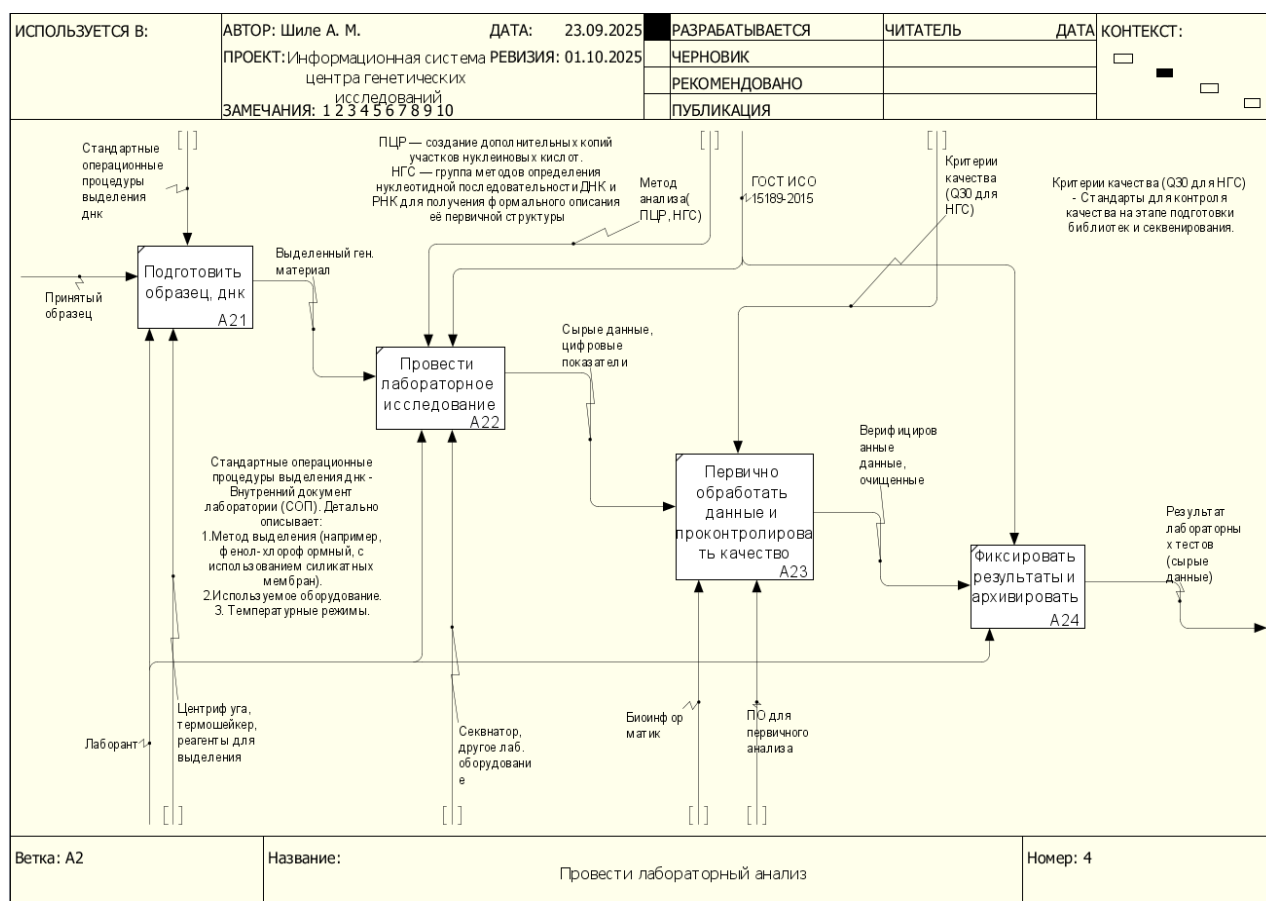 ИСПОЛЬЗУЕТСЯ В:
АВТОР: Шиле А. М.
ДАТА: 23.09.2025
ПРОЕКТ: Информационная система
центра генетических
исследований
РЕВИЗИЯ: 01.10.2025
ЗАМЕЧАНИЯ: 1 2 3 4 5 6 7 8 9 10
РАЗРАБАТЫВАЕТСЯ
ЧЕРНОВИК
РЕКОМЕНДОВАНО
ПУБЛИКАЦИЯ
ЧИТАТЕЛЬ
ДАТА
КОНТЕКСТ:
Стандартные
операционные
процедуры
выделения
днк
ПЦР — создание дополнительных копий
участков нуклеиновых кислот.
НГС — группа методов определения
нуклеотидной последовательности ДНК и
РНК для получения формального описания
её первичной структуры
Метод
анализа(
ПЦР, НГС)
ГОСТ ИСО
15189-2015
Критерии
качества
(Q30 для
НГС)
Критерии качества (Q30 для НГС)
- Стандарты для контроля
качества на этапе подготовки
библиотек и секвенирования.
Принятый
образец
Подготовить
образец, днк
A21
Выделенный ген.
материал
Провести
лабораторное
исследование
A22
Сырые данные,
цифровые
показатели
Стандартные операционные
процедуры выделения днк -
Внутренний документ
лаборатории (СОП). Детально
описывает:
1.Метод выделения (например,
фенол-хлороформный, с
использованием силикатных
мембран).
2.Используемое оборудование.
3. Температурные режимы.
Первично
обработать
данные и
проконтролирова
ть качество
A23
Верифициров
анные
данные,
очищенные
Фиксировать
результаты и
архивировать
A24
Результат
лабораторны
х тестов
(сырые
данные)
Лаборант
Центрифуга,
термошейкер,
реагенты для
выделения
Секвнатор,
другое лаб.
оборудовани
е
Биоинфор
матик
ПО для
первичного
анализа
Ветка: A2
Название:
Провести лабораторный анализ
Номер: 4